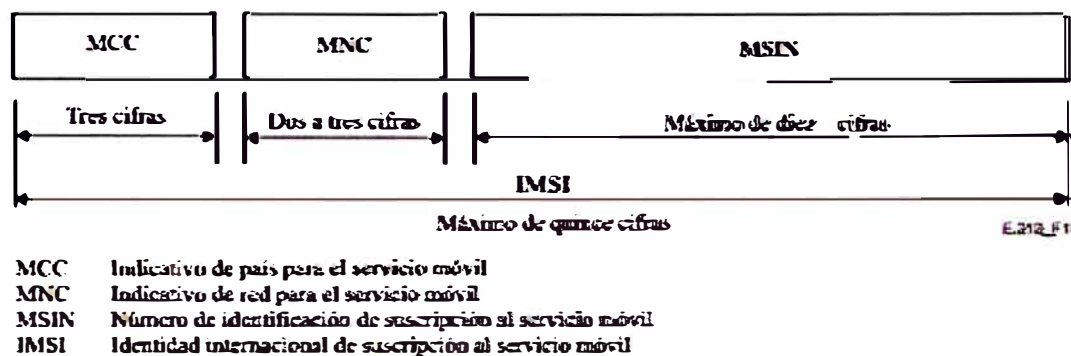 MCC MNC MSIN
Tres cifras Dos a tres cifras Máximo de diez cifras
IMSI
Máximo de quince cifras
E.212_F1
MCC Indicativo de país para el servicio móvil
MNC Indicativo de red para el servicio móvil
MSIN Número de identificación de suscripción al servicio móvil
IMSI Identidad internacional de suscripción al servicio móvil